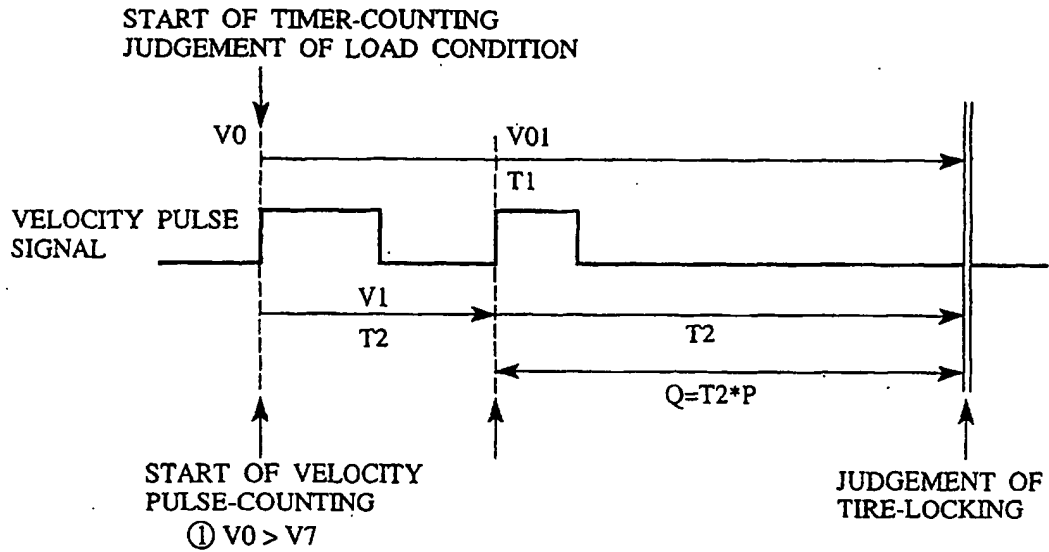 START OF TIMER-COUNTING
JUDGEMENT OF LOAD CONDITION
V0
V01
T1
VELOCITY PULSE
SIGNAL
V1
T2
T2
Q=T2*P
START OF VELOCITY
PULSE-COUNTING
① V0 > V7
JUDGEMENT OF
TIRE-LOCKING